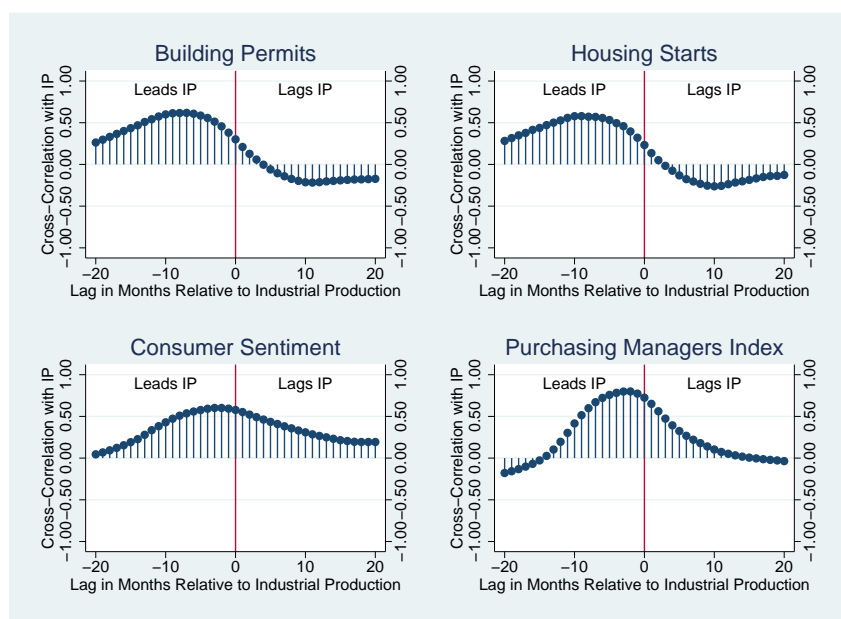 Building Permits
Leads IP Lags IP
Cross−Correlation with IP
−1.00 −0.50 0.00 0.50 1.00
−1.00 −0.50 0.00 0.50 1.00
−20 −10 0 10 20
Lag in Months Relative to Industrial Production
Housing Starts
Leads IP Lags IP
Cross−Correlation with IP
−1.00 −0.50 0.00 0.50 1.00
−1.00 −0.50 0.00 0.50 1.00
−20 −10 0 10 20
Lag in Months Relative to Industrial Production
Consumer Sentiment
Leads IP Lags IP
Cross−Correlation with IP
−1.00 −0.50 0.00 0.50 1.00
−1.00 −0.50 0.00 0.50 1.00
−20 −10 0 10 20
Lag in Months Relative to Industrial Production
Purchasing Managers Index
Leads IP Lags IP
Cross−Correlation with IP
−1.00 −0.50 0.00 0.50 1.00
−1.00 −0.50 0.00 0.50 1.00
−20 −10 0 10 20
Lag in Months Relative to Industrial Production